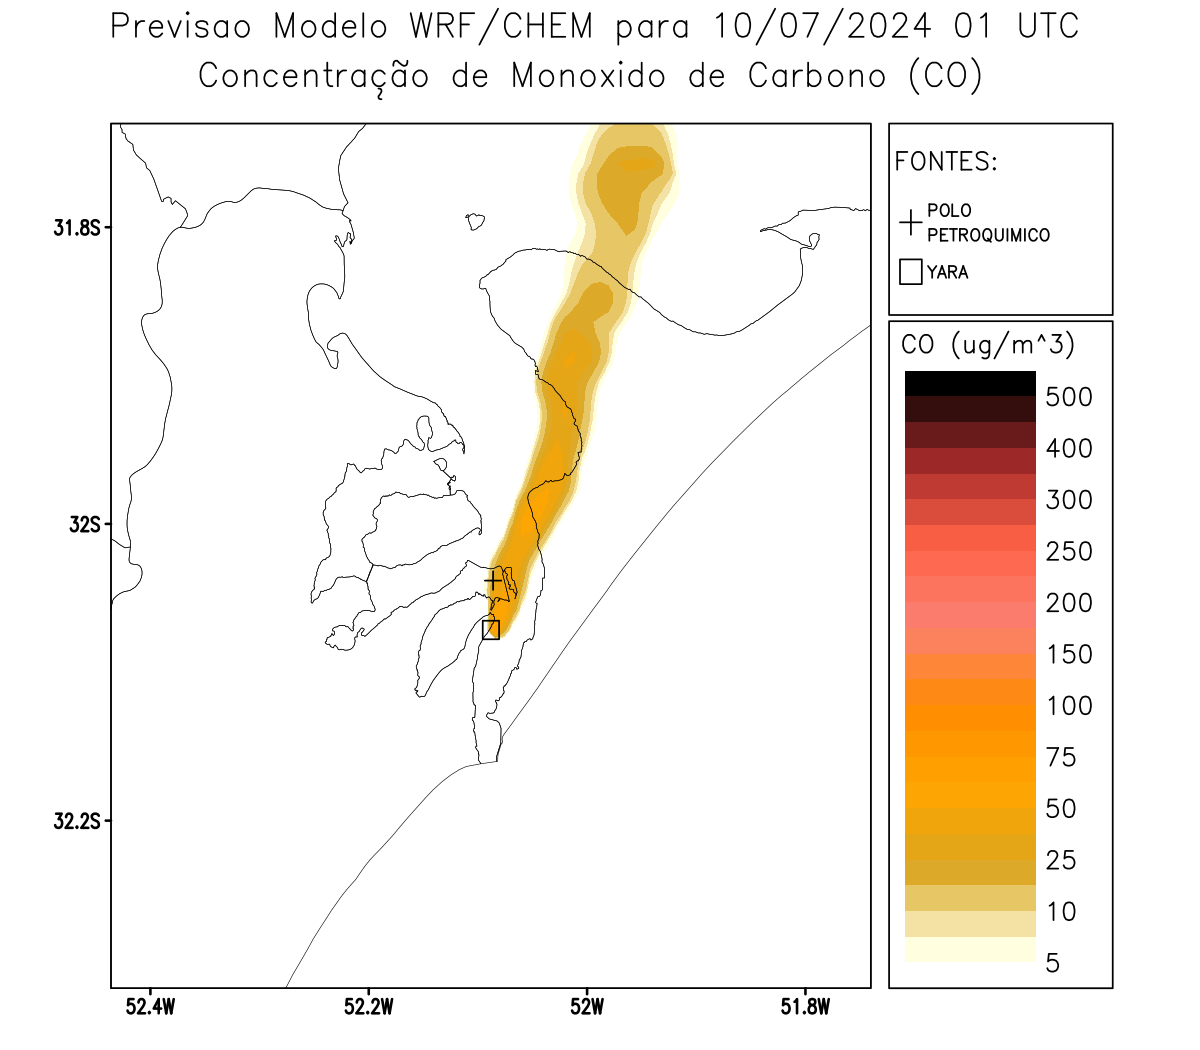 Previsao Modelo WRF/CHEM para 10/07/2024 01 UTC
Concentração de Monoxido de Carbono (CO)
FONTES:
POLO
PETROQUIMICO
YARA
CO (ug/m^3)
500
400
300
250
200
150
100
75
50
25
10
5
31.8S
32S
32.2S
52.4W
52.2W
52W
51.8W